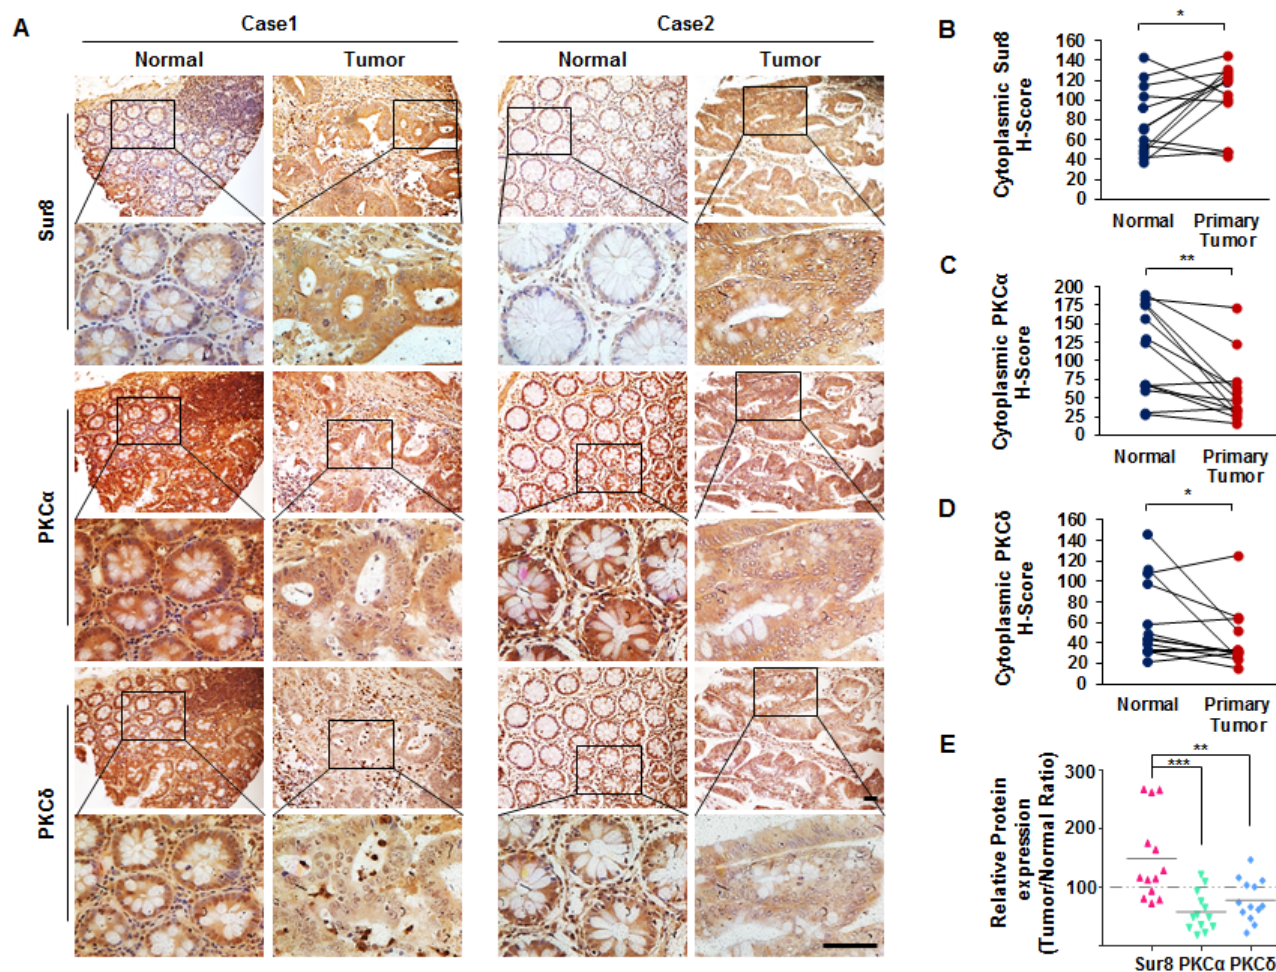 A
Case1
Case2
Normal
Tumor
Normal
Tumor
Sur8
PKCα
PKCδ
B
*
Cytoplasmic Sur8
H-Score
160
140
120
100
80
60
40
20
0
Normal
Primary
Tumor
C
**
Cytoplasmic PKCα
H-Score
200
175
150
125
100
75
50
25
0
Normal
Primary
Tumor
D
*
Cytoplasmic PKCδ
H-Score
160
140
120
100
80
60
40
20
0
Normal
Primary
Tumor
E
**
***
Relative Protein
expression
(Tumor/Normal Ratio)
300
200
100
Sur8 PKCα PKCδ